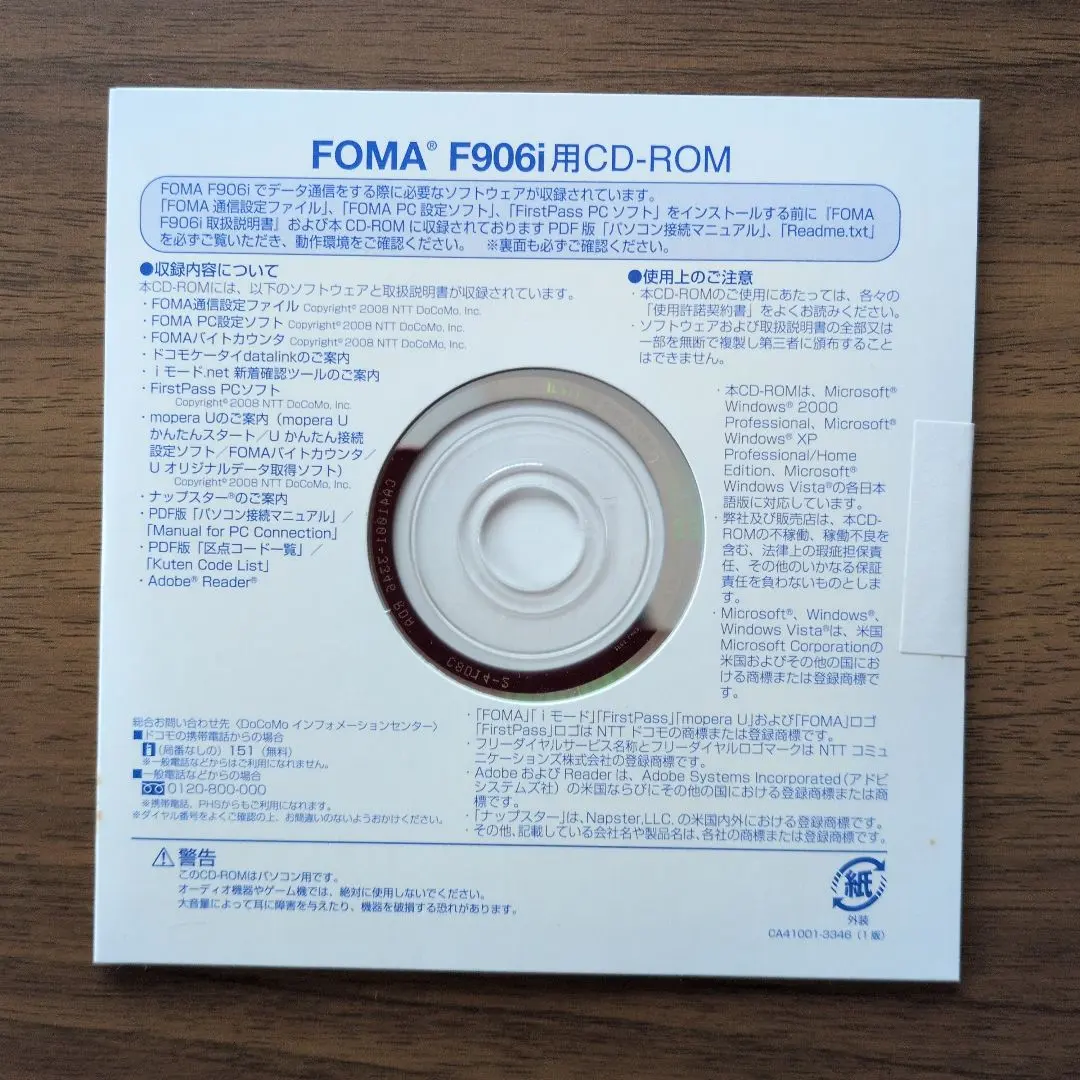 FOMA® F906i用CD-ROM
FOMA F906i でデータ通信をする際に必要なソフトウェアが収録されています。
「FOMA 通信設定ファイル」、「FOMA PC 設定ソフト」、「FirstPass PC ソフト」をインストールする前に『FOMA
F906i 取扱説明書』および本 CD-ROM に収録されております PDF 版「パソコン接続マニュアル」、「Readme.txt」
を必ずご覧いただき、動作環境をご確認ください。 ※裏面も必ずご確認ください。
●収録内容について
本CD-ROMには、以下のソフトウェアと取扱説明書が収録されています。
・FOMA通信設定ファイル Copyright© 2008 NTT DoCoMo, Inc.
・FOMA PC設定ソフト Copyright© 2008 NTT DoCoMo, Inc.
・FOMAバイトカウンタ Copyright© 2008 NTT DoCoMo, Inc.
・ドコモケータイdatalinkのご案内
・ｉモード.net 新着確認ツールのご案内
・FirstPass PCソフト
Copyright© 2008 NTT DoCoMo, Inc.
・mopera Uのご案内（mopera U
かんたんスタート／U かんたん接続
設定ソフト／FOMAバイトカウンタ／
U オリジナルデータ取得ソフト）
Copyright© 2008 NTT DoCoMo, Inc.
・ナップスター®のご案内
・PDF版「パソコン接続マニュアル」／
「Manual for PC Connection」
・PDF版「区点コード一覧」／
「Kuten Code List」
・Adobe® Reader®
●使用上のご注意
・本CD-ROMのご使用にあたっては、各々の
「使用許諾契約書」をよくお読みください。
・ソフトウェアおよび取扱説明書の全部又は
一部を無断で複製し第三者に頒布すること
はできません。
・本CD-ROMは、Microsoft®
Windows® 2000
Professional、Microsoft®
Windows® XP
Professional/Home
Edition、Microsoft®
Windows Vista®の各日本
語版に対応しています。
・弊社及び販売店は、本CD-
ROMの不稼働、稼働不良を
含む、法律上の瑕疵担保責
任、その他のいかなる保証
責任を負わないものとしま
す。
・Microsoft®、Windows®、
Windows Vista®は、米国
Microsoft Corporationの
米国およびその他の国にお
ける商標または登録商標で
す。
CA41001-3346
C8014-S
総合お問い合わせ先〈DoCoMo インフォメーションセンター〉
■ドコモの携帯電話からの場合
（局番なしの）151（無料）
※一般電話などからはご利用になれません。
■一般電話などからの場合
0120-800-000
※携帯電話、PHSからもご利用になれます。
※ダイヤル番号をよくご確認の上、お間違いのないようおかけください。
・「FOMA」「ｉモード」「FirstPass」「mopera U」および「FOMA」ロゴ
「FirstPass」ロゴは NTT ドコモの商標または登録商標です。
・フリーダイヤルサービス名称とフリーダイヤルロゴマークは NTT コミュ
ニケーションズ株式会社の登録商標です。
・Adobe および Reader は、Adobe Systems Incorporated（アドビ
システムズ社）の米国ならびにその他の国における登録商標または商
標です。
・「ナップスター」は、Napster,LLC. の米国内外における登録商標です。
・その他、記載している会社名や製品名は、各社の商標または登録商標です。
⚠警告
このCD-ROMはパソコン用です。
オーディオ機器やゲーム機では、絶対に使用しないでください。
大音量によって耳に障害を与えたり、機器を破損する恐れがあります。
紙
外装
CA41001-3346（1版）